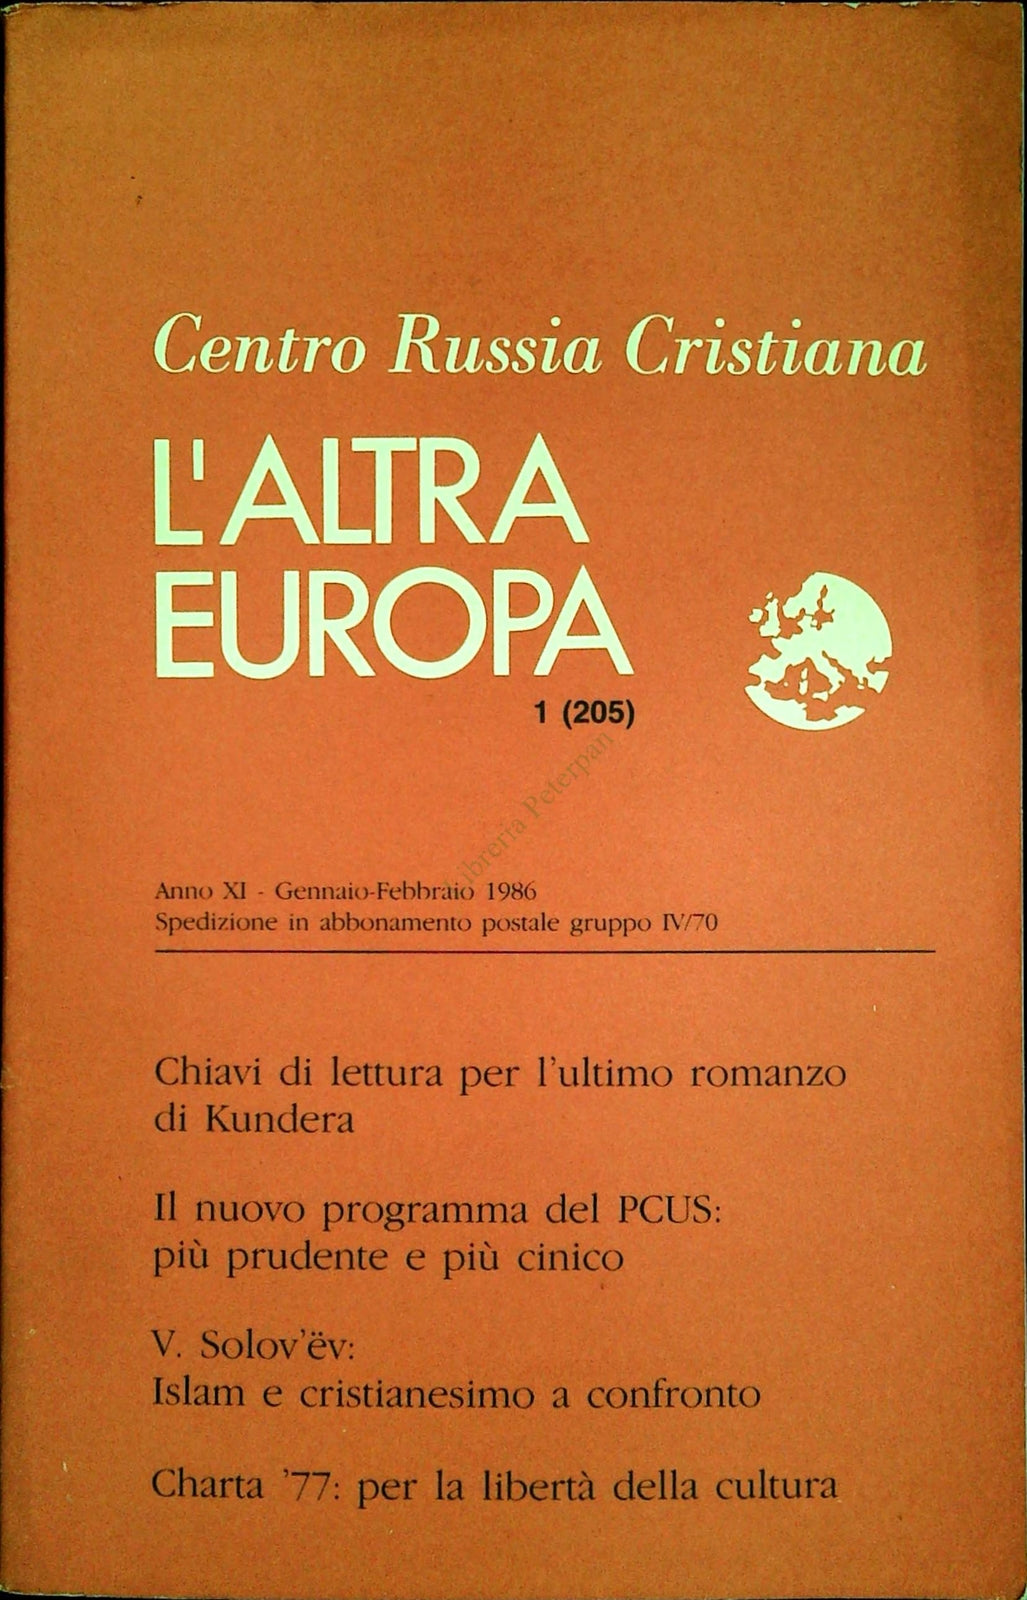 Centro Russia Cristiana
L'ALTRA
EUROPA
1 (205)
Libreria Peterpan
Anno XI - Gennaio-Febbraio 1986
Spedizione in abbonamento postale gruppo IV/70
Chiavi di lettura per l'ultimo romanzo
di Kundera
Il nuovo programma del PCUS:
più prudente e più cinico
V. Solov'ëv:
Islam e cristianesimo a confronto
Charta '77: per la libertà della cultura